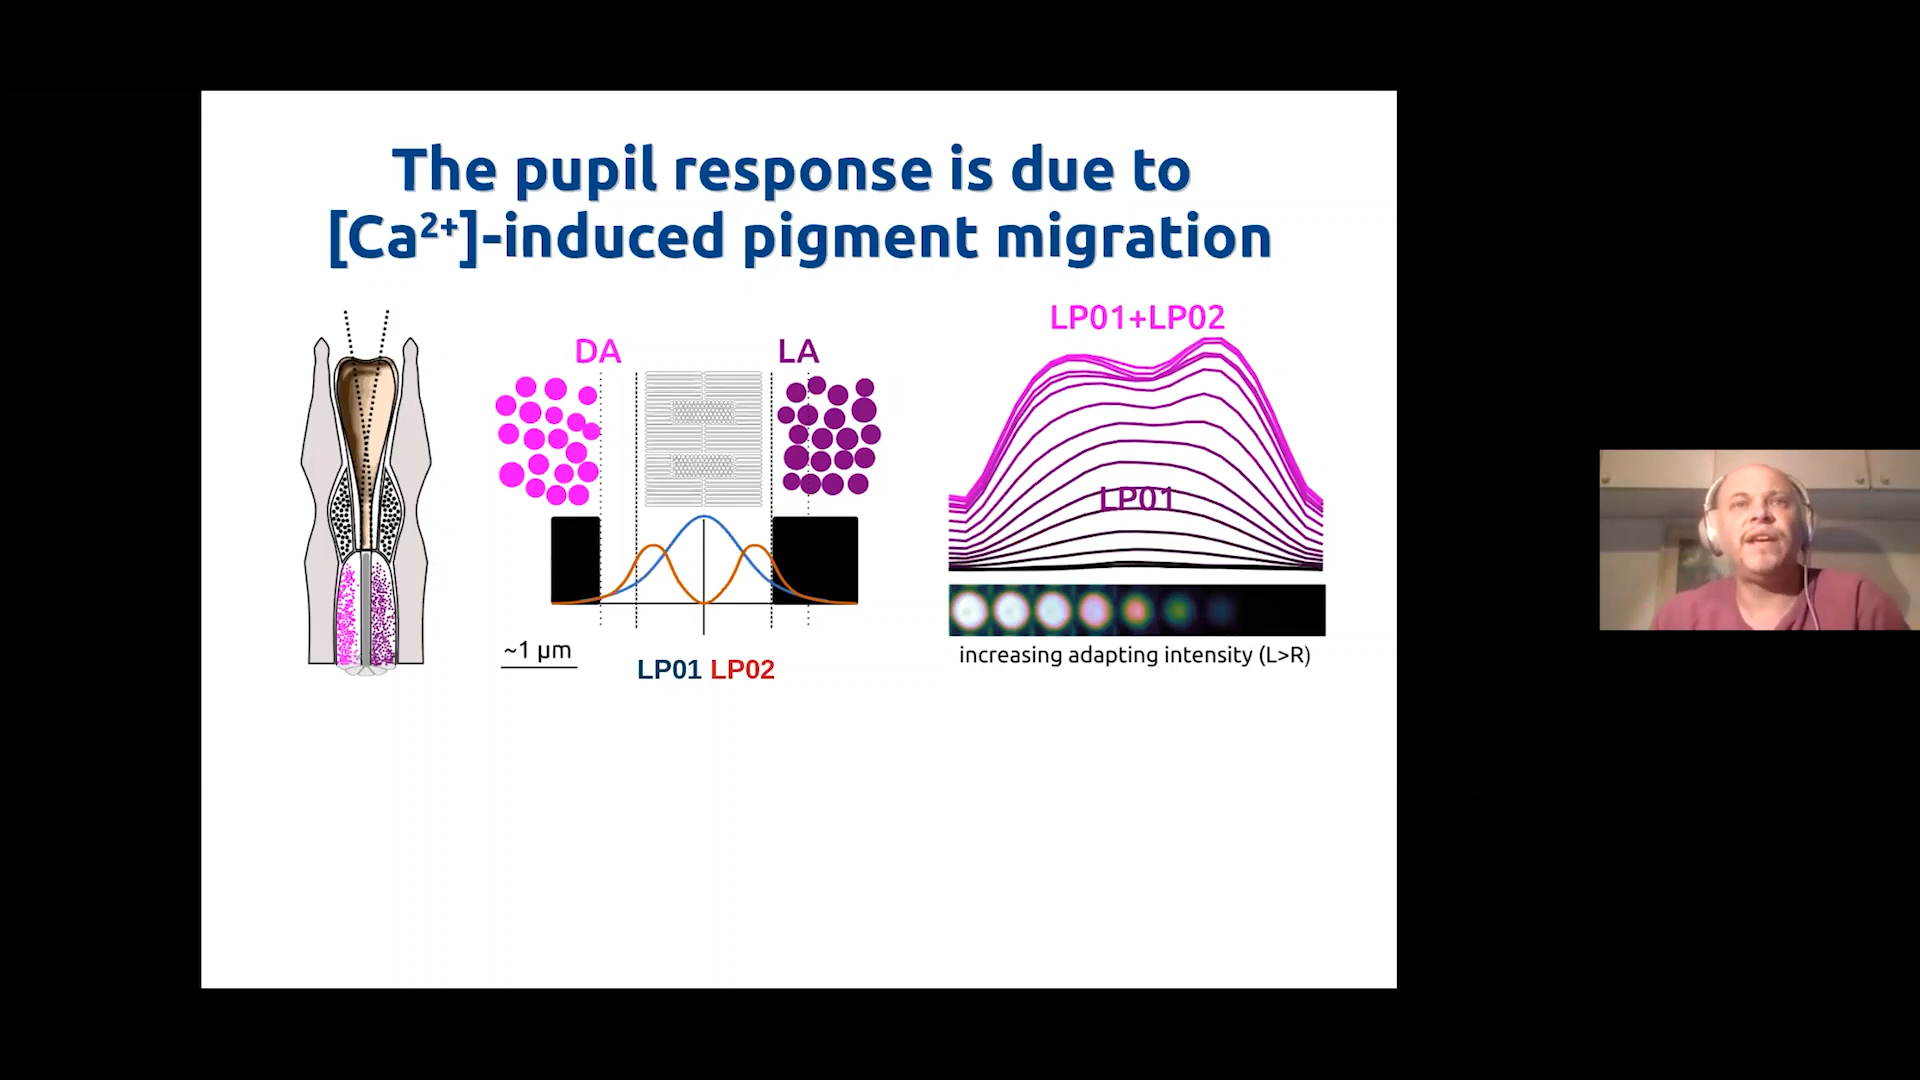 The pupil response is due to
[Ca²⁺]-induced pigment migration
DA
LA
~1 µm
LP01 LP02
LP01+LP02
LP01
increasing adapting intensity (L>R)